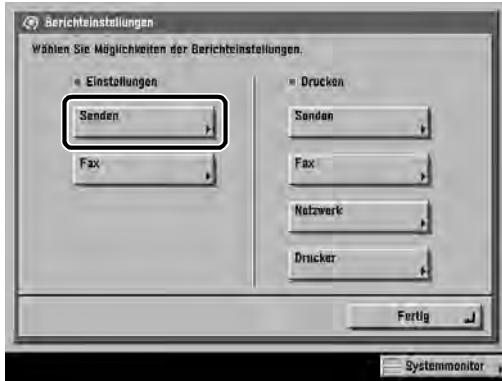 Berichteinstellungen
Wählen Sie Möglichkeiten der Berichteinstellungen.
Einstellungen
Senden
Fax
Drucken
Senden
Fax
Netzwerk
Drucker
Fertig
Systemmonitor